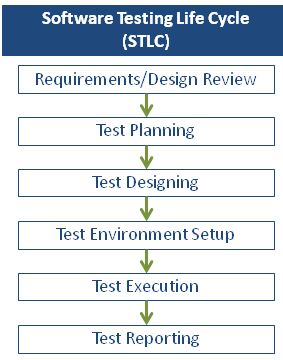 Software Testing Life Cycle
(STLC)
Requirements/Design Review
Test Planning
Test Designing
Test Environment Setup
Test Execution
Test Reporting